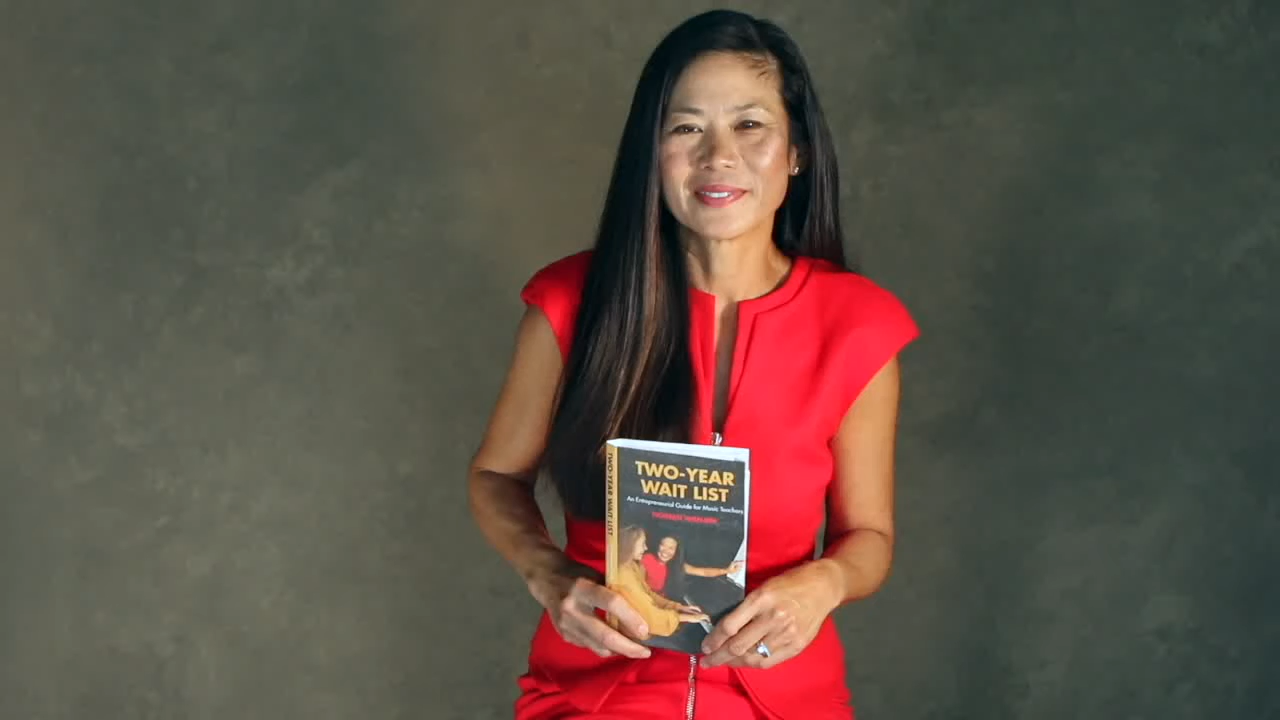 TWO-YEAR
WAIT LIST
An Entrepreneurial Guide for Music Teachers
TWO-YEAR WAIT LIST